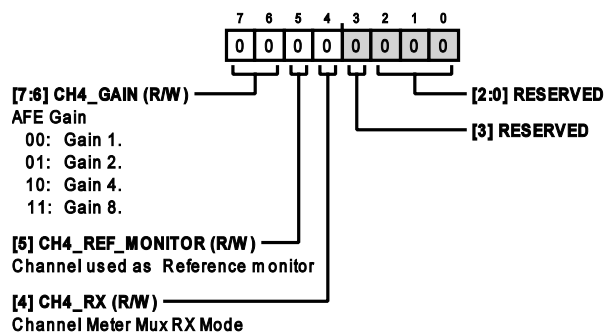 7 6 5 4 3 2 1 0
0 0 0 0 0 0 0 0
[7:6] CH4_GAIN (R/W)
AFE Gain
00: Gain 1.
01: Gain 2.
10: Gain 4.
11: Gain 8.
[5] CH4_REF_MONITOR (R/W)
Channel used as Reference monitor
[4] CH4_RX (R/W)
Channel Meter Mux RX Mode
[2:0] RESERVED
[3] RESERVED